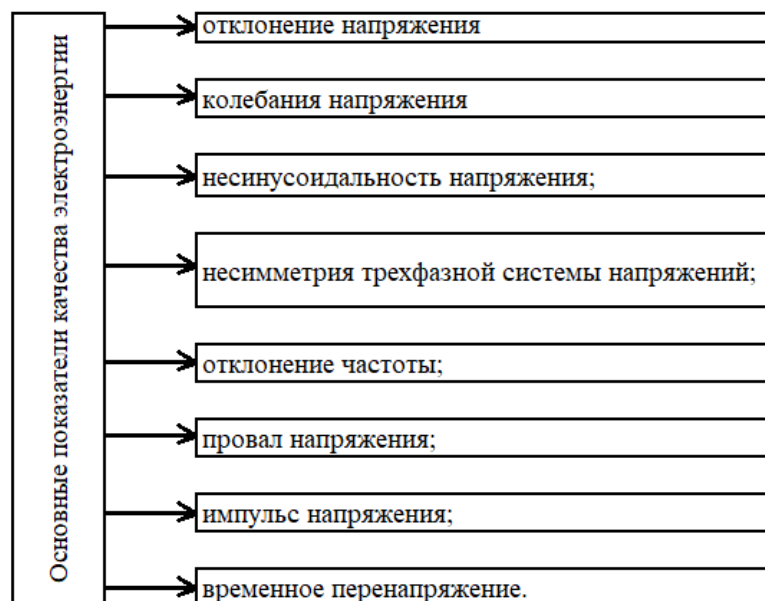 Основные показатели качества электроэнергии
отклонение напряжения
колебания напряжения
несинусоидальность напряжения;
несимметрия трехфазной системы напряжений;
отклонение частоты;
провал напряжения;
импульс напряжения;
временное перенапряжение.